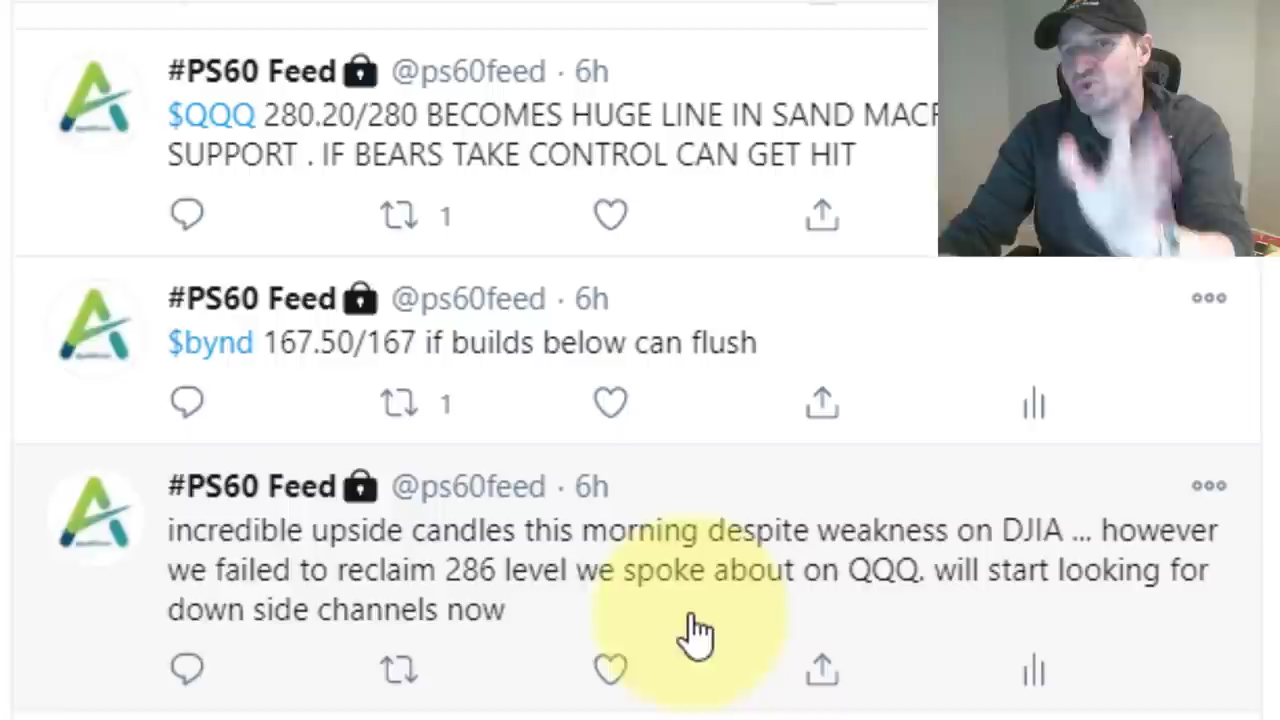 #PS60 Feed @ps60feed · 6h
$QQQ 280.20/280 BECOMES HUGE LINE IN SAND
SUPPORT . IF BEARS TAKE CONTROL CAN GET HIT
1
#PS60 Feed @ps60feed · 6h
$bynd 167.50/167 if builds below can flush
1
#PS60 Feed @ps60feed · 6h
incredible upside candles this morning despite weakness on DJIA ... however
we failed to reclaim 286 level we spoke about on QQQ. will start looking for
down side channels now